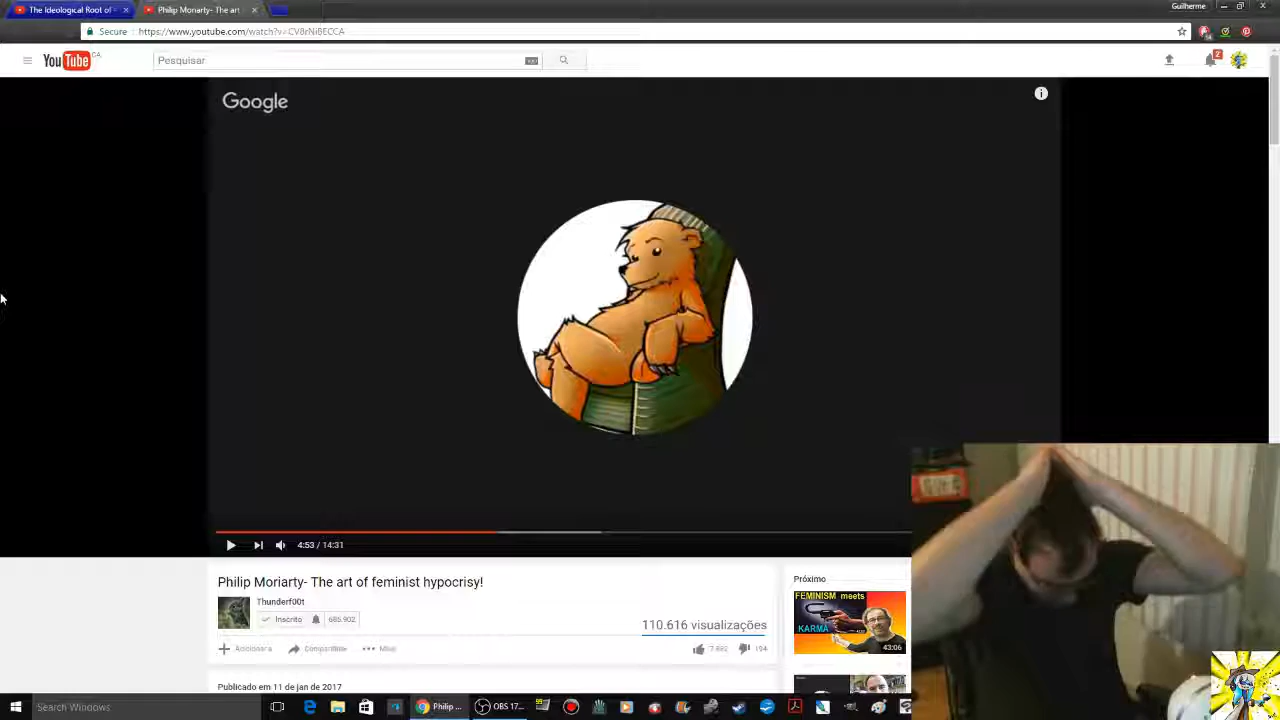 Guilherme
The Ideological Root of
Philip Moriarty- The art
Secure
https://www.youtube.com/watch?v=CV8rNiBECCA
YouTube CA
Pesquisar
2
Google
4:53 / 14:31
Philip Moriarty- The art of feminist hypocrisy!
Thunderf00t
Inscrito 685.902
110.616 visualizações
Adicionar a
Compartilhar
Mais
194
Publicado em 11 de jan de 2017
Próximo
FEMINISM meets
KARMA
43:06
Search Windows
Philip ...
OBS 17...